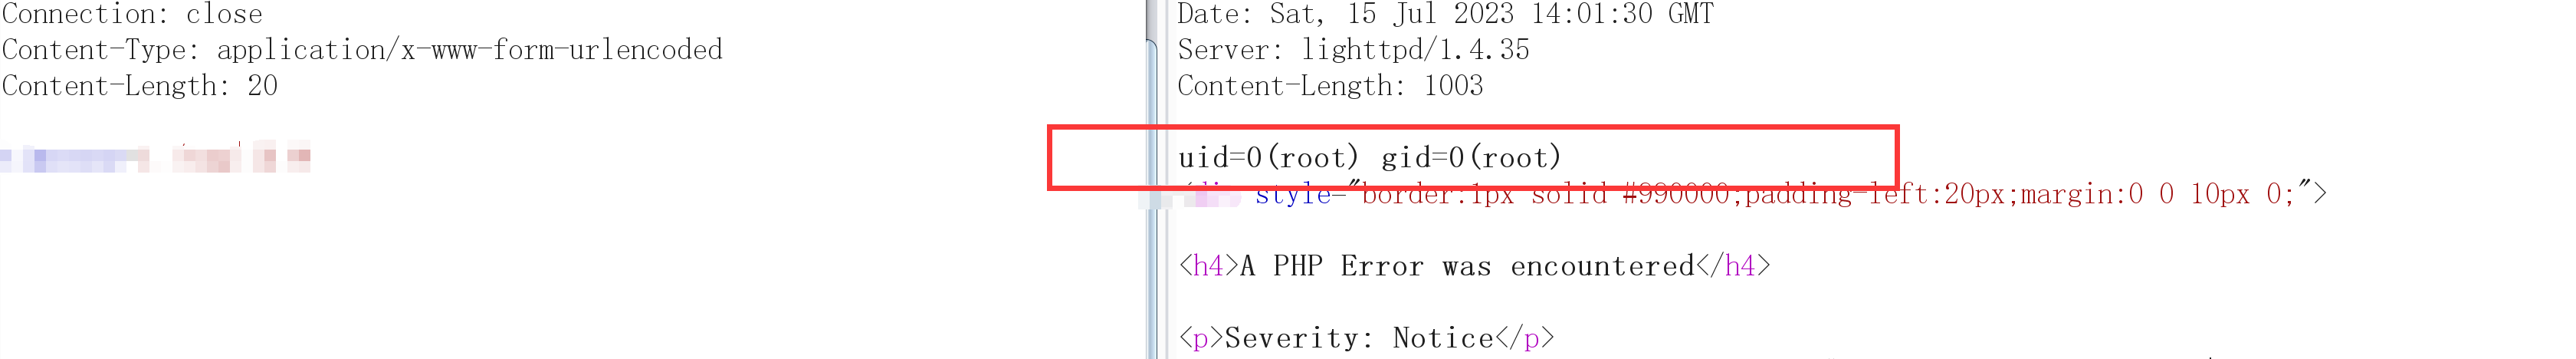 Connection: close
Content-Type: application/x-www-form-urlencoded
Content-Length: 20
Date: Sat, 15 Jul 2023 14:01:30 GMT
Server: lighttpd/1.4.35
Content-Length: 1003
uid=0(root) gid=0(root)
style="border:1px solid #990000;padding-left:20px;margin:0 0 10px 0;">
<h4>A PHP Error was encountered</h4>
<p>Severity: Notice</p>